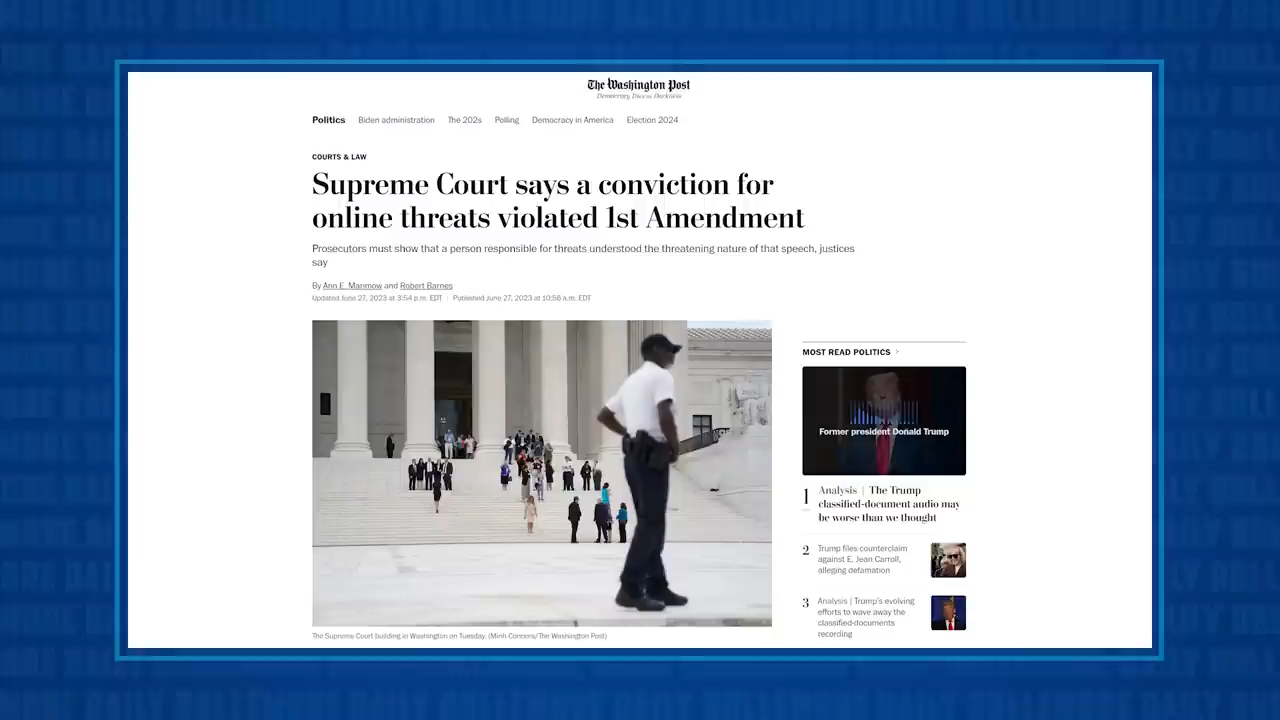 The Washington Post
Democracy Dies in Darkness
Politics Biden administration The 202s Polling Democracy in America Election 2024
COURTS & LAW
Supreme Court says a conviction for
online threats violated 1st Amendment
Prosecutors must show that a person responsible for threats understood the threatening nature of that speech, justices
say
By Ann E. Marimow and Robert Barnes
Updated June 27, 2023 at 3:54 p.m. EDT | Published June 27, 2023 at 10:58 a.m. EDT
The Supreme Court building in Washington on Tuesday. (Minh Connors/The Washington Post)
MOST READ POLITICS >
Former president Donald Trump
1 Analysis | The Trump
classified-document audio may
be worse than we thought
2 Trump files counterclaim
against E. Jean Carroll,
alleging defamation
3 Analysis | Trump's evolving
efforts to wave away the
classified-documents
recording